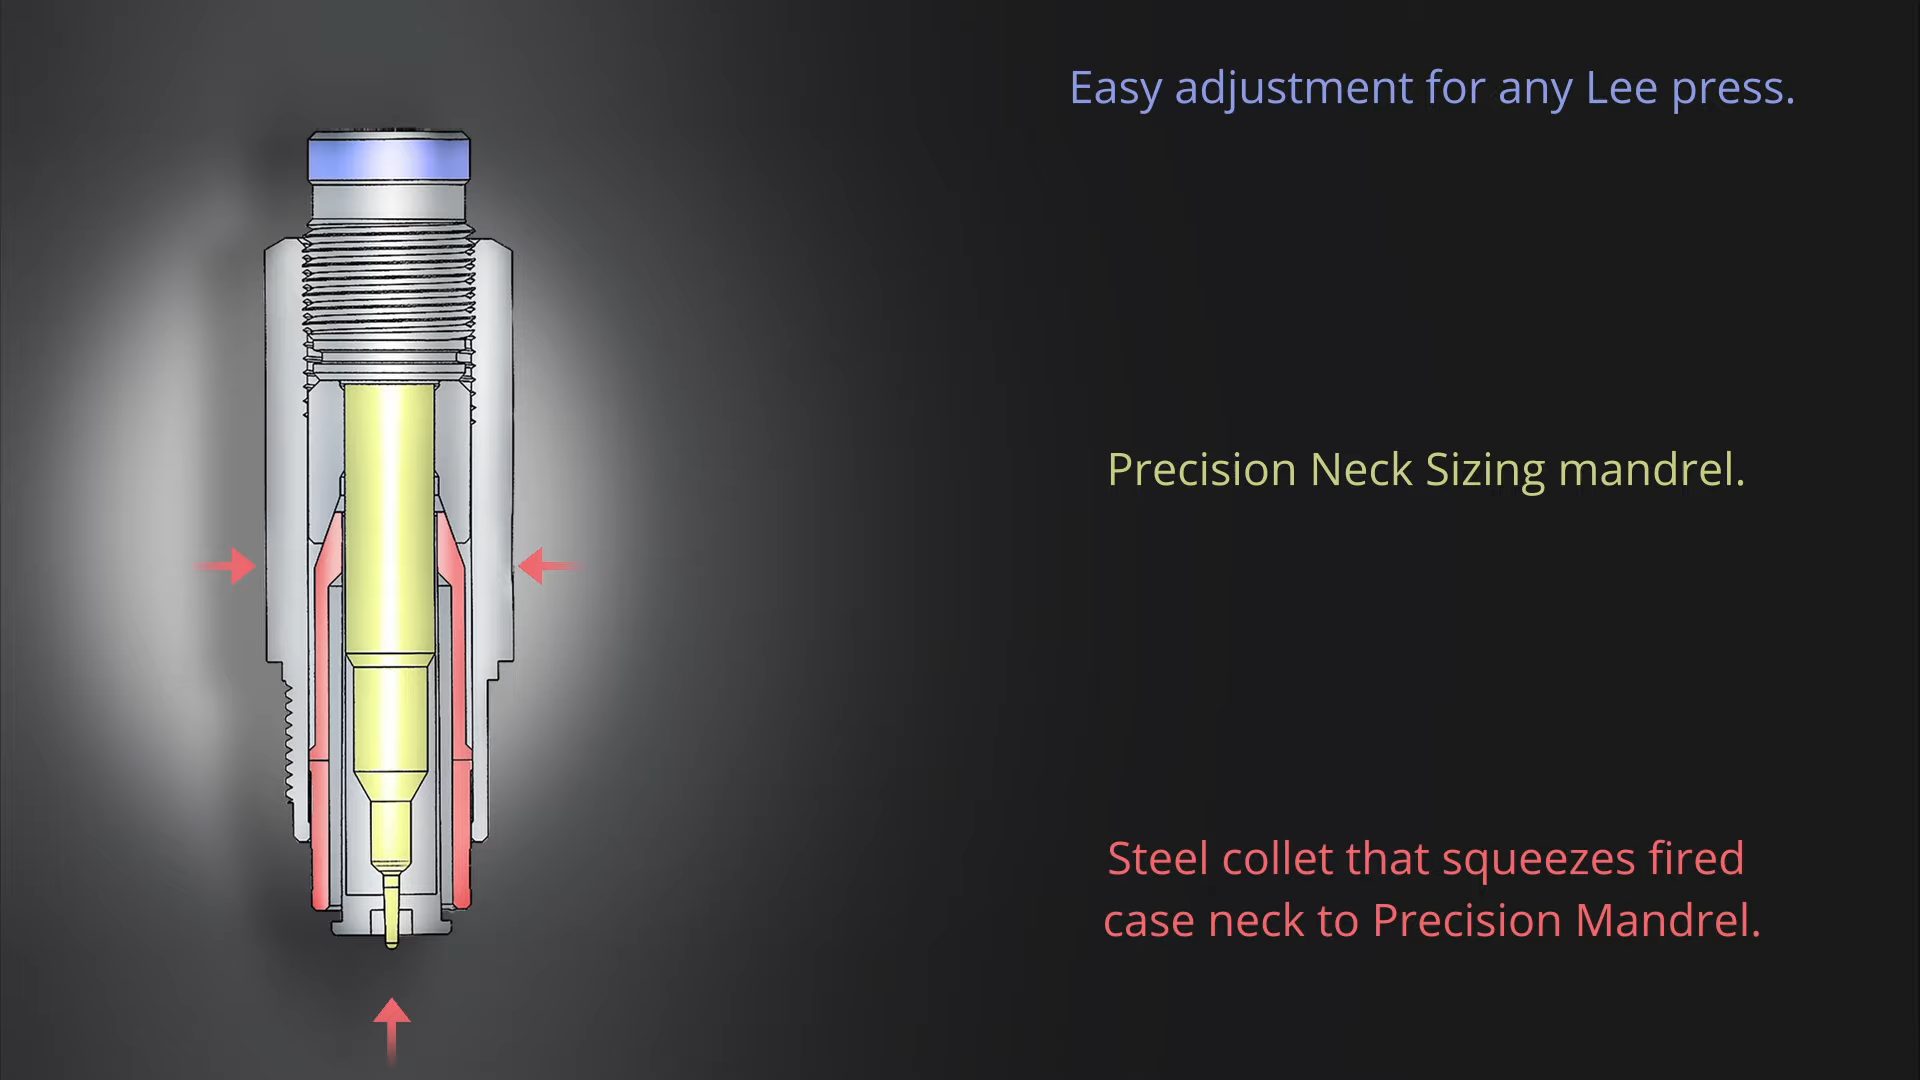 Easy adjustment for any Lee press.
Precision Neck Sizing mandrel.
Steel collet that squeezes fired
case neck to Precision Mandrel.